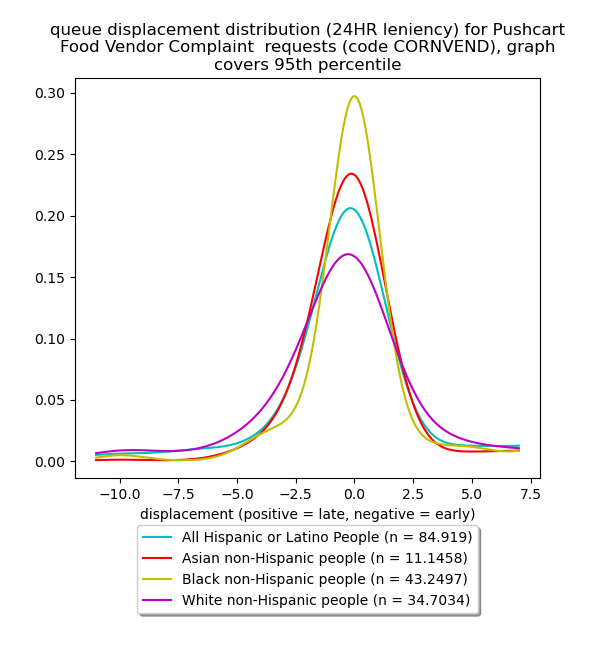 queue displacement distribution (24HR leniency) for Pushcart
Food Vendor Complaint  requests (code CORNVEND), graph
covers 95th percentile
0.30
0.25
0.20
0.15
0.10
0.05
0.00
−10.0 −7.5 −5.0 −2.5 0.0 2.5 5.0 7.5
displacement (positive = late, negative = early)
All Hispanic or Latino People (n = 84.919)
Asian non-Hispanic people (n = 11.1458)
Black non-Hispanic people (n = 43.2497)
White non-Hispanic people (n = 34.7034)